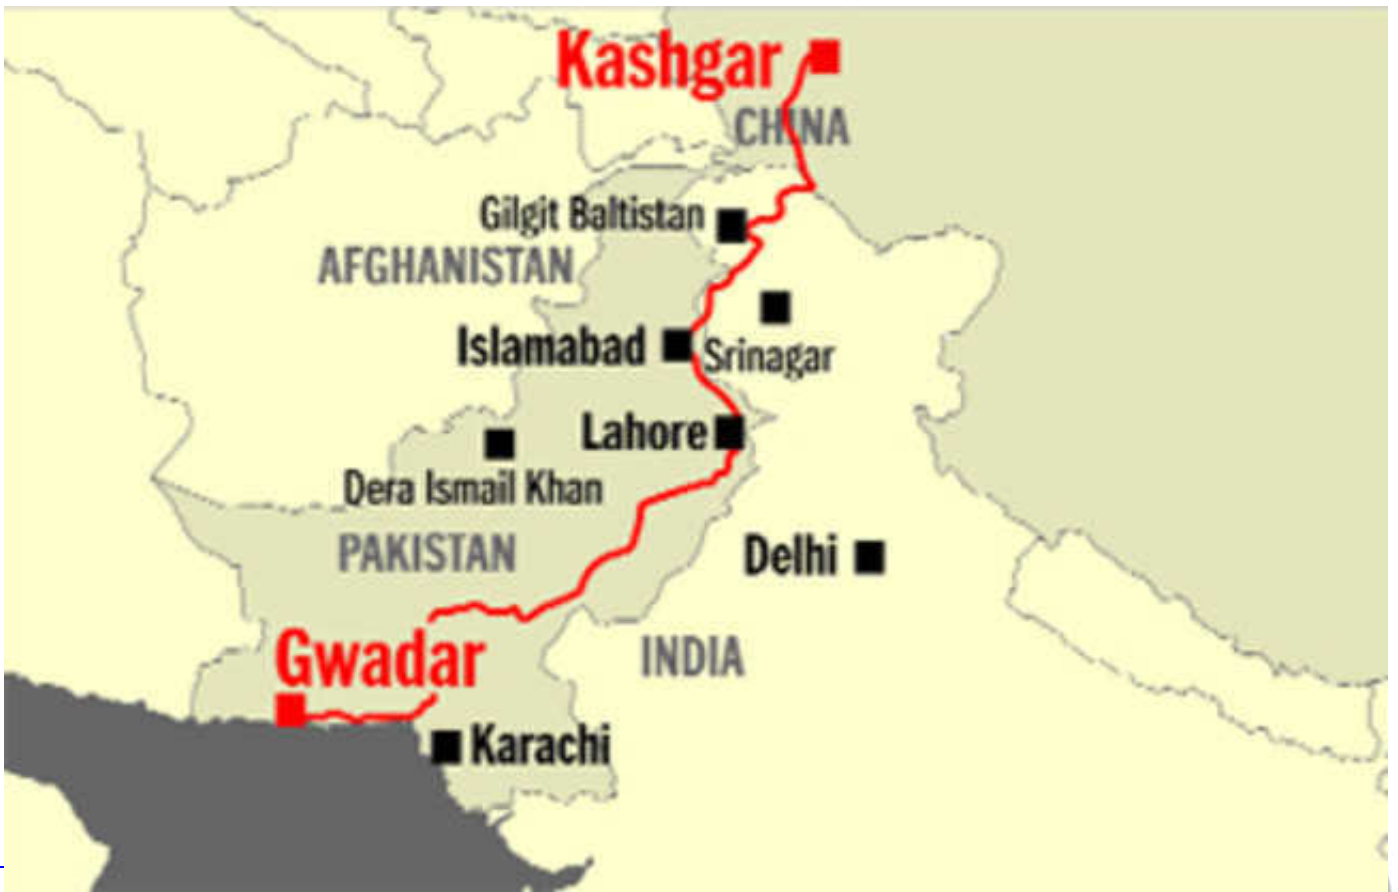 Kashgar
CHINA
Gilgit Baltistan
AFGHANISTAN
Islamabad
Srinagar
Lahore
Dera Ismail Khan
PAKISTAN
Delhi
Gwadar
INDIA
Karachi